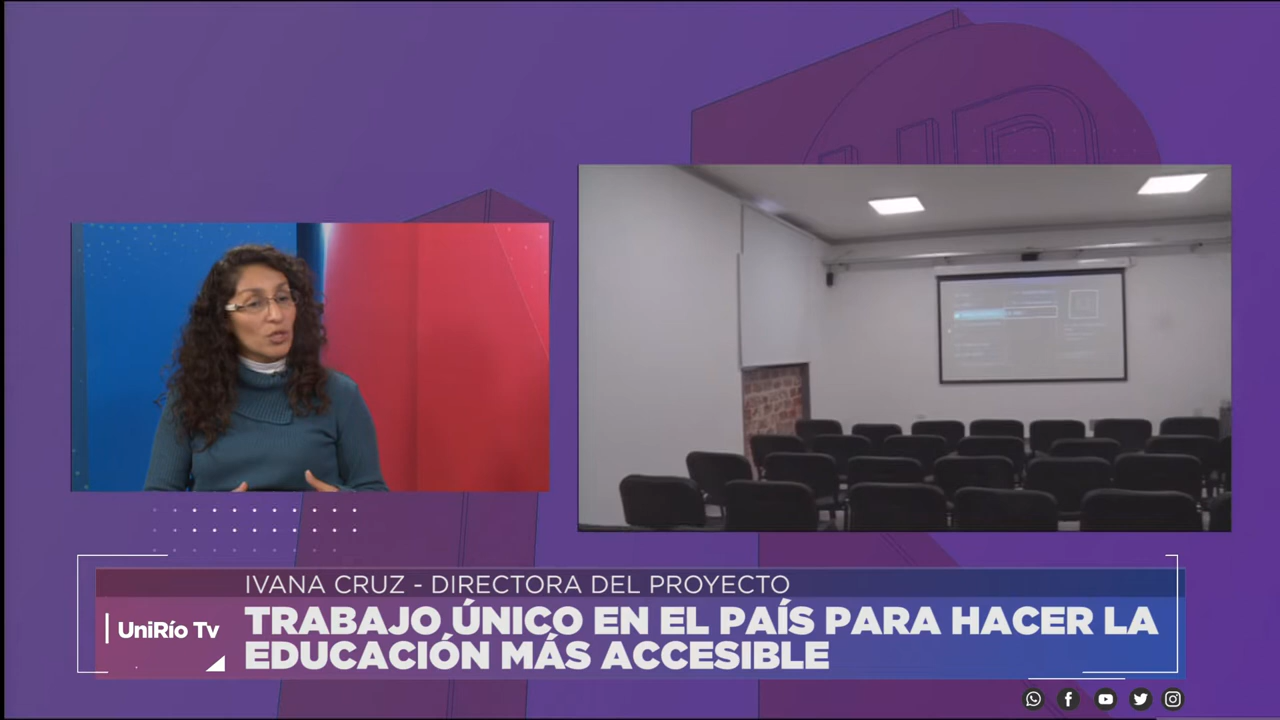 IVANA CRUZ - DIRECTORA DEL PROYECTO
UniRío Tv
TRABAJO ÚNICO EN EL PAÍS PARA HACER LA
EDUCACIÓN MÁS ACCESIBLE